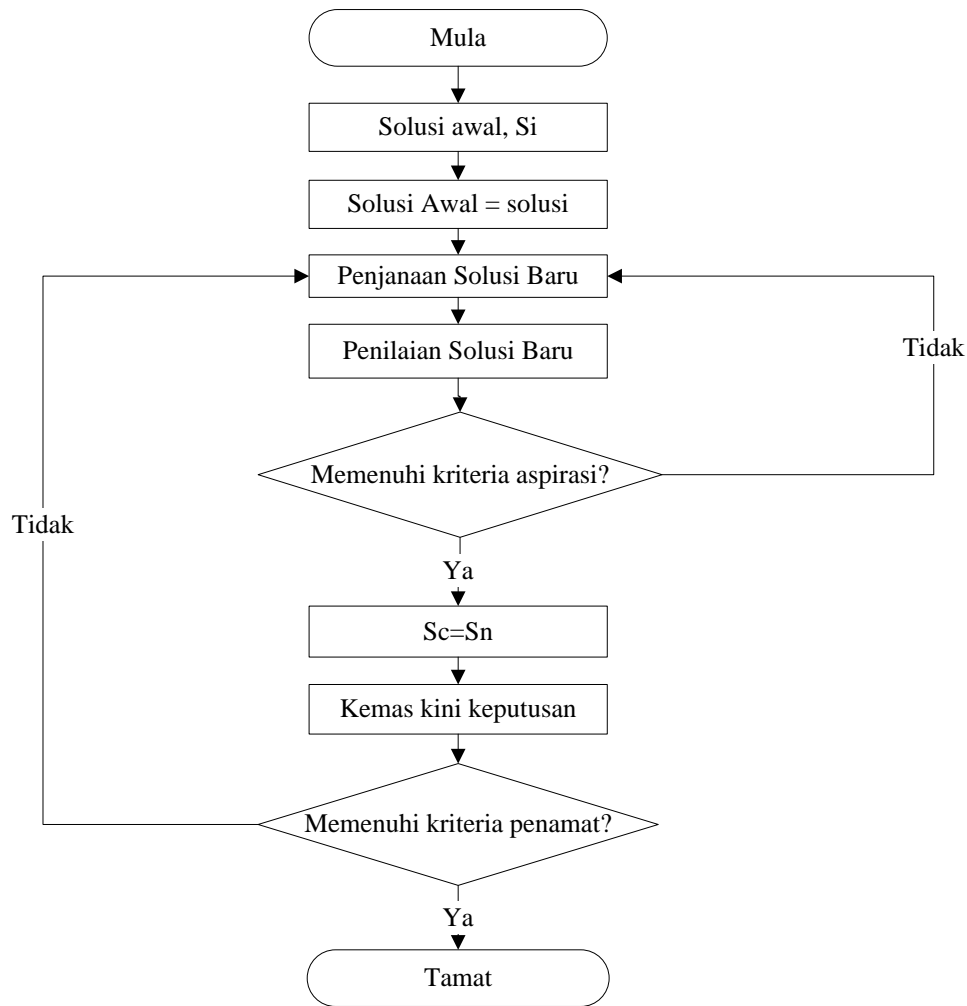 Mula
Solusi awal, Si
Solusi Awal = solusi
Penjanaan Solusi Baru
Penilaian Solusi Baru
Tidak
Memenuhi kriteria aspirasi?
Tidak
Ya
Sc=Sn
Kemas kini keputusan
Memenuhi kriteria penamat?
Ya
Tamat